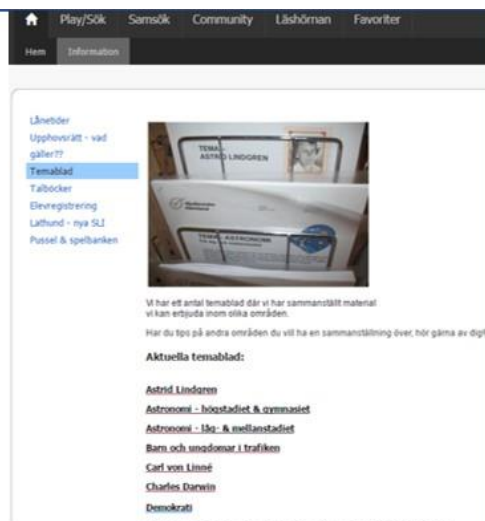 Play/Sök Samsök Community Läshörnan Favoriter
Hem Information
Lånetider
Upphovsrätt - vad
gäller??
Temablad
Talböcker
Elevregistrering
Lathund - nya SLI
Pussel & spelbanken
TEMA -
ASTRID LINDGREN
TEMA - ASTRONOMI
Vi har ett antal temablad där vi har sammanställt material
vi kan erbjuda inom olika områden.
Har du tips på andra områden du vill ha en sammanställning över, hör gärna av dig!
Aktuella temablad:
Astrid Lindgren
Astronomi - högstadiet & gymnasiet
Astronomi - låg- & mellanstadiet
Barn och ungdomar i trafiken
Carl von Linné
Charles Darwin
Demokrati